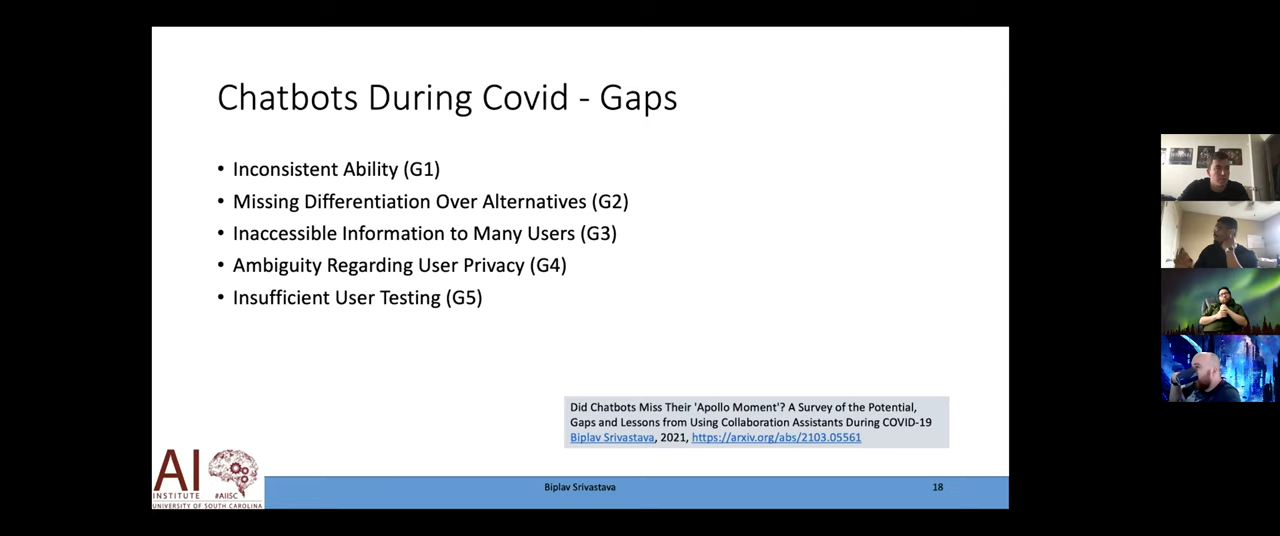 Chatbots During Covid - Gaps
• Inconsistent Ability (G1)
• Missing Differentiation Over Alternatives (G2)
• Inaccessible Information to Many Users (G3)
• Ambiguity Regarding User Privacy (G4)
• Insufficient User Testing (G5)
Did Chatbots Miss Their 'Apollo Moment'? A Survey of the Potential,
Gaps and Lessons from Using Collaboration Assistants During COVID-19
Biplav Srivastava, 2021, https://arxiv.org/abs/2103.05561
AI
INSTITUTE #AIISC
UNIVERSITY OF SOUTH CAROLINA
Biplav Srivastava
18